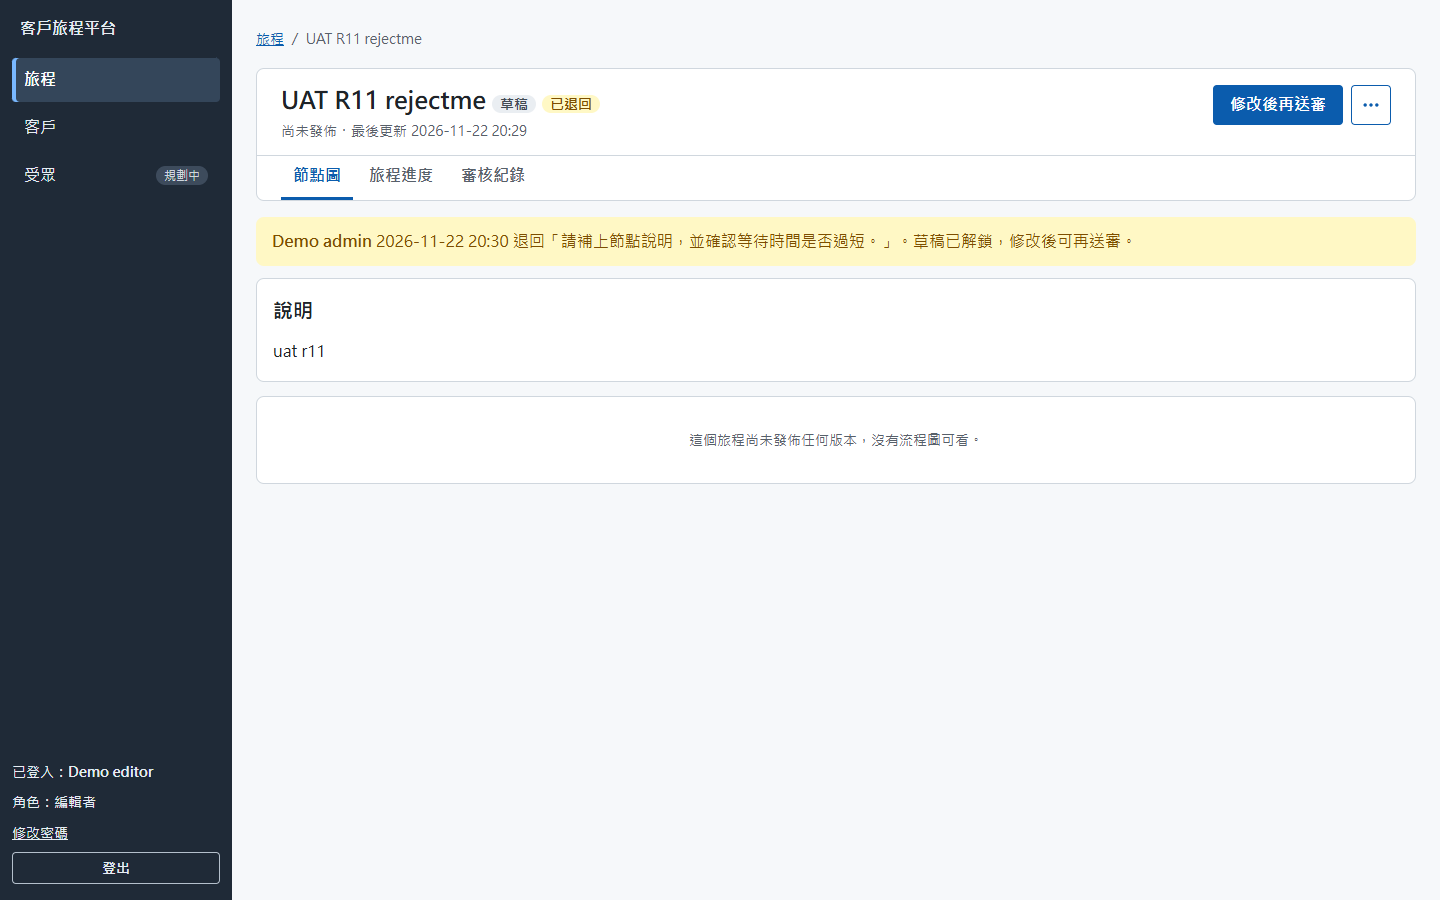 客戶旅程平台
旅程
客戶
受眾 規劃中
已登入：Demo editor
角色：編輯者
修改密碼
登出
旅程 / UAT R11 rejectme
UAT R11 rejectme 草稿 已退回
尚未發佈 · 最後更新 2026-11-22 20:29
修改後再送審 ⋯
節點圖 旅程進度 審核紀錄
Demo admin 2026-11-22 20:30 退回「請補上節點說明，並確認等待時間是否過短。」。草稿已解鎖，修改後可再送審。
說明
uat r11
這個旅程尚未發佈任何版本，沒有流程圖可看。